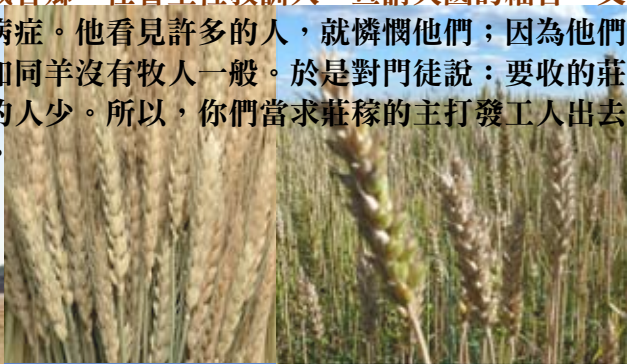 病症。他看見許多的人，就憐憫他們；因為他們
如同羊沒有牧人一般。於是對門徒說：要收的莊
的人少。所以，你們當求莊稼的主打發工人出去
。